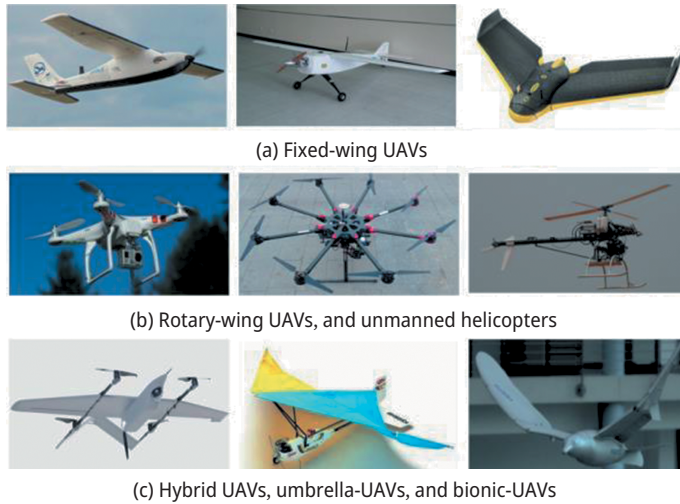 (a) Fixed-wing UAVs
(b) Rotary-wing UAVs, and unmanned helicopters
(c) Hybrid UAVs, umbrella-UAVs, and bionic-UAVs